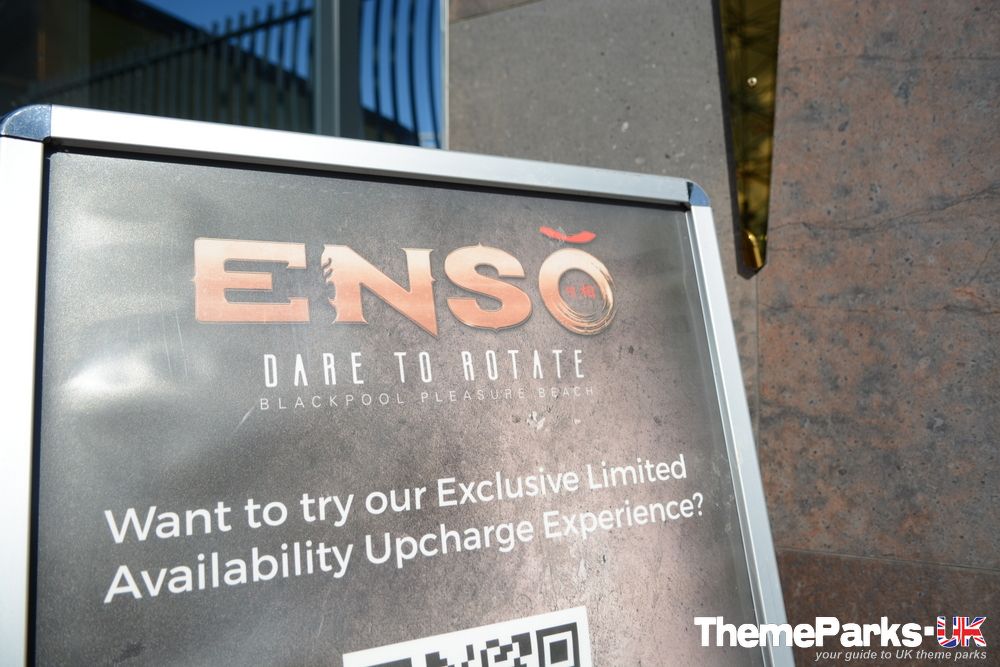 ENSŌ
DARE TO ROTATE
BLACKPOOL PLEASURE BEACH
Want to try our Exclusive Limited
Availability Upcharge Experience?
ThemeParks-UK
your guide to UK theme parks